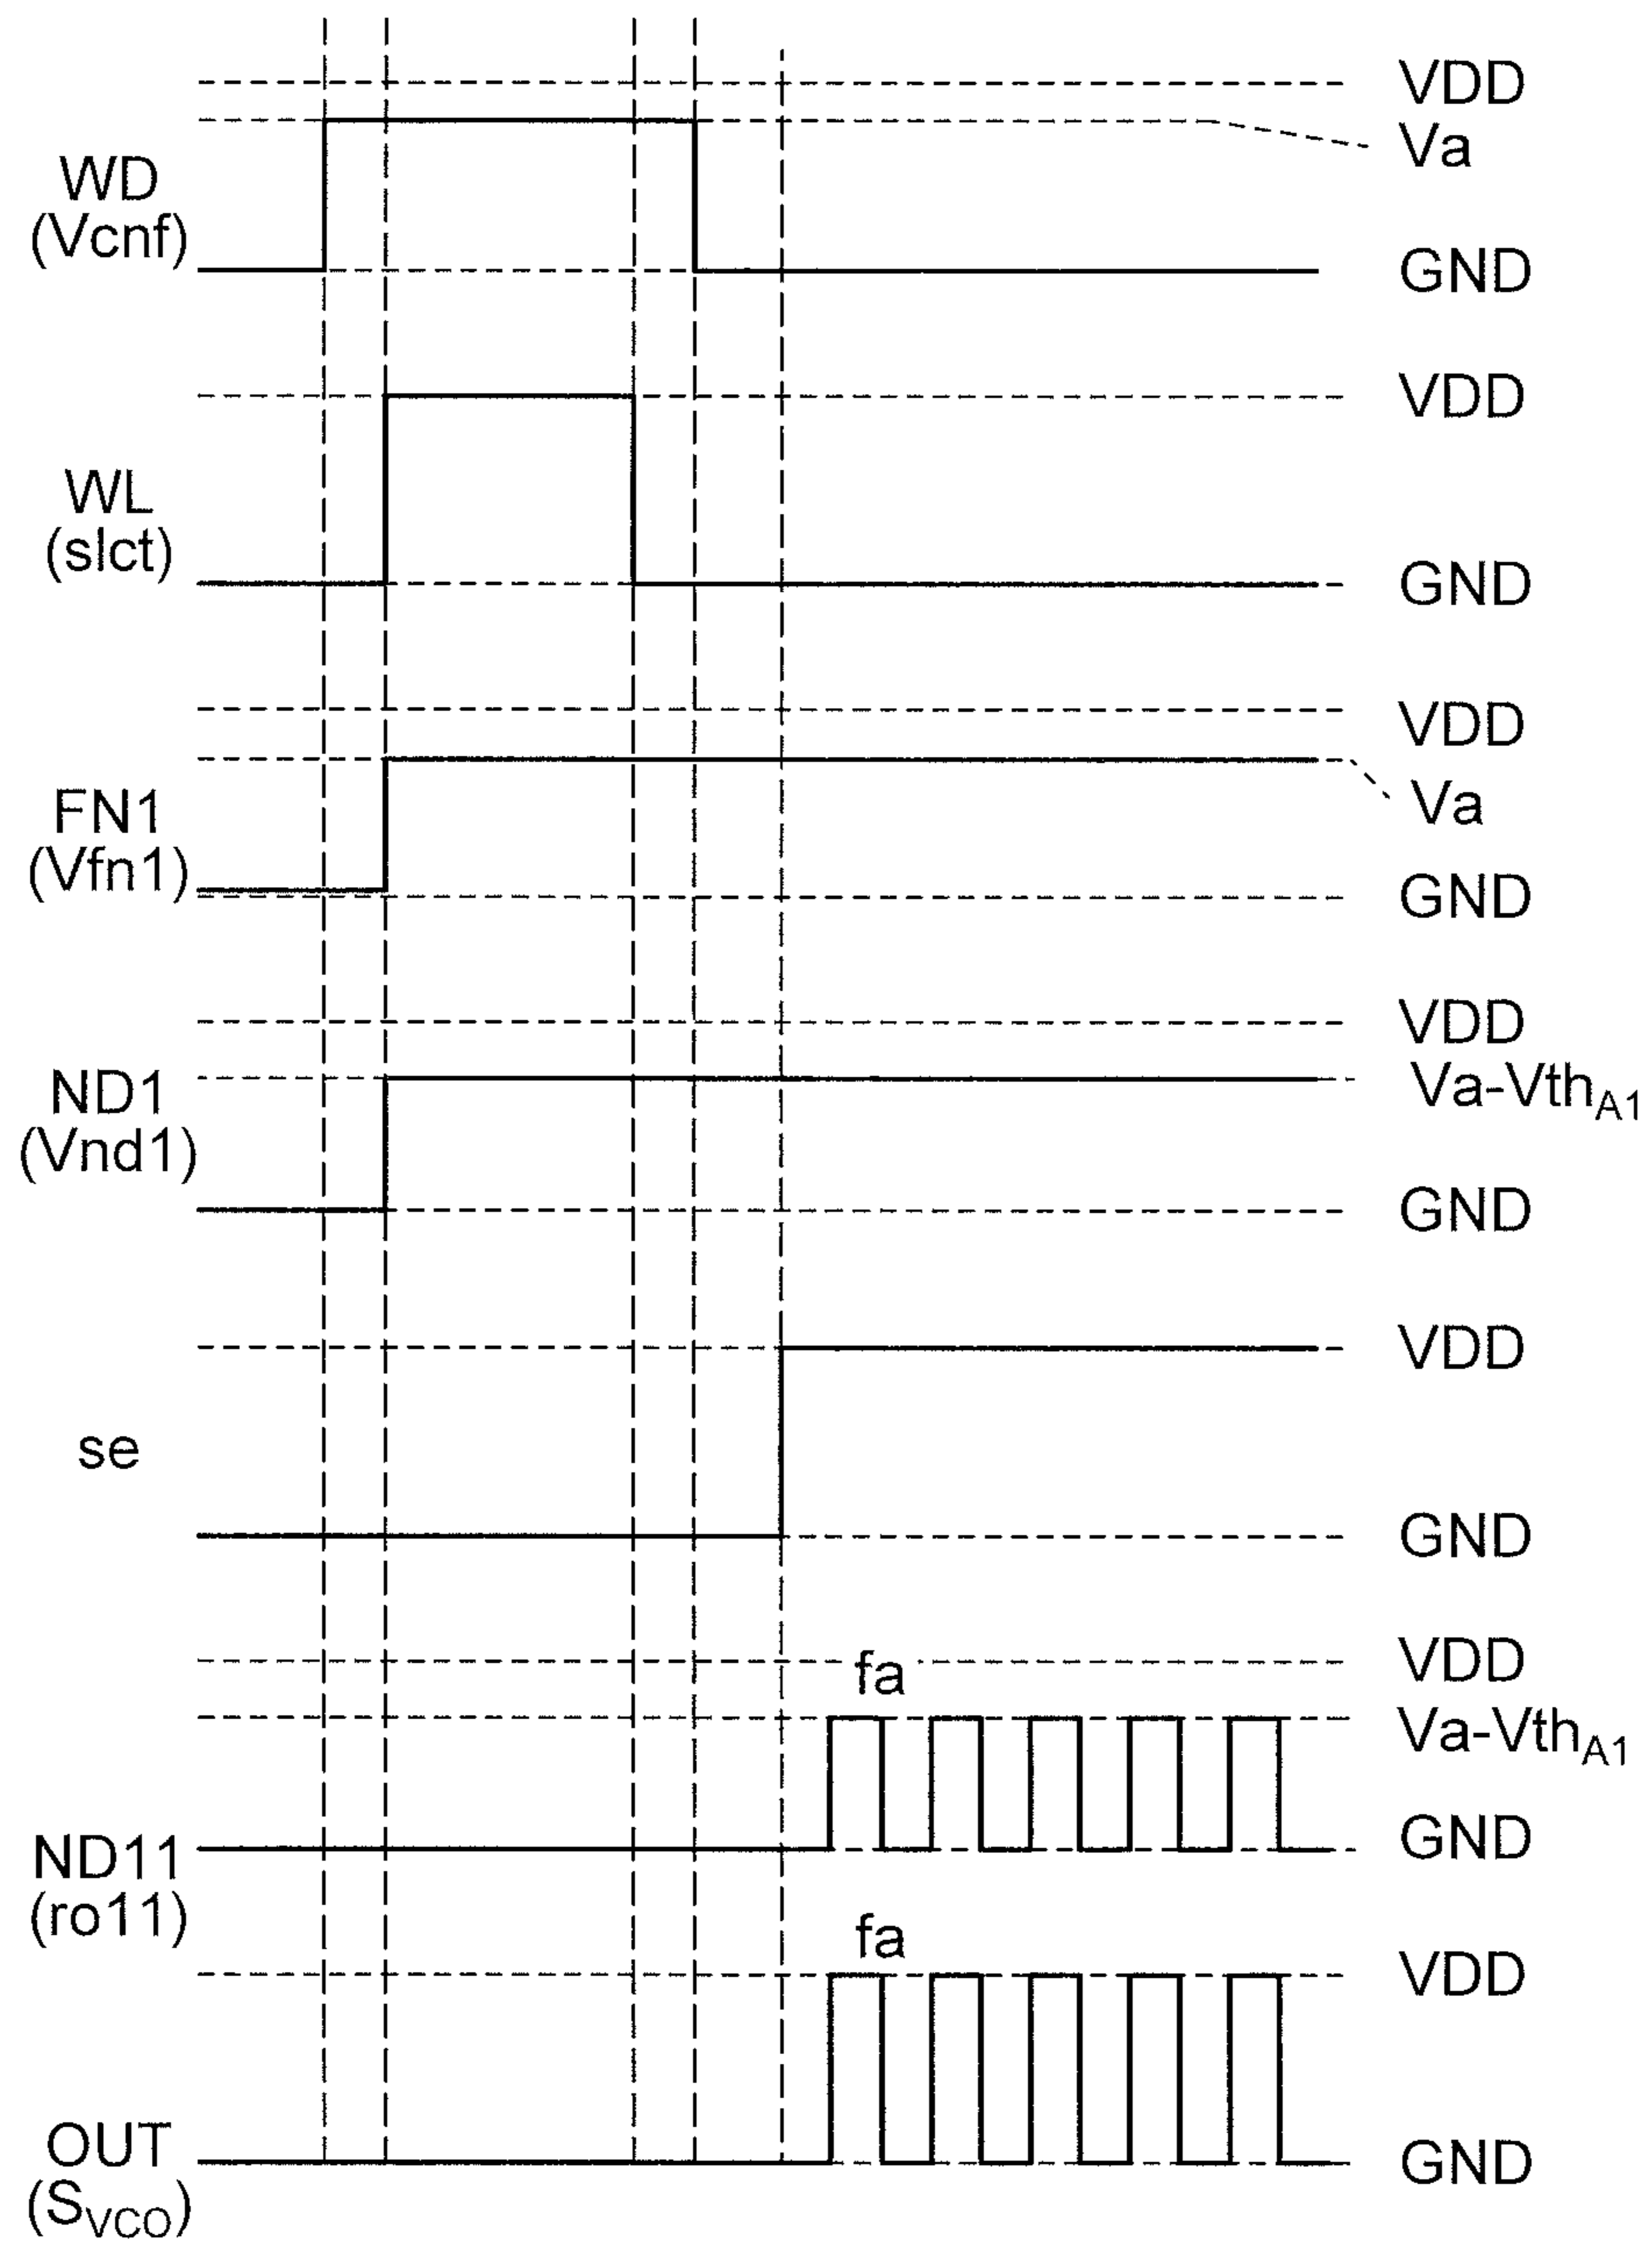 VDD
Va
WD
(Vcnf)
GND
VDD
WL
(slct)
GND
VDD
Va
FN1
(Vfn1)
GND
VDD
Va-VthA1
ND1
(Vnd1)
GND
VDD
se
GND
VDD
fa
Va-VthA1
GND
ND11
(ro11)
fa
VDD
OUT
GND
(SVCO)